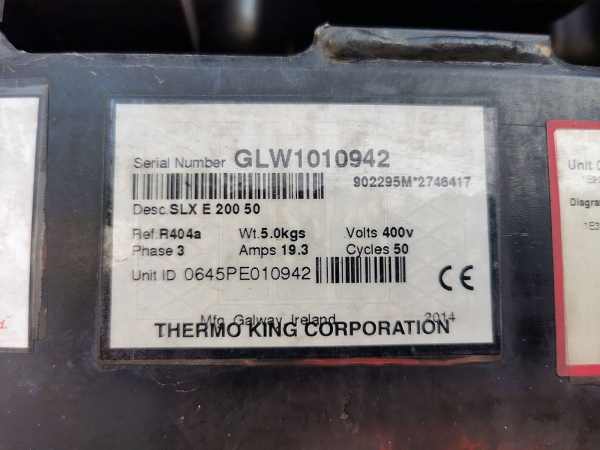 Serial Number GLW1010942
902295M*2746417
Desc.SLX E 200 50
Ref.R404a Wt.5.0kgs Volts 400v
Phase 3 Amps 19.3 Cycles 50
Unit ID 0645PE010942
CE
Mfg. Galway, Ireland 2014
THERMO KING CORPORATION
Unit
Diagra